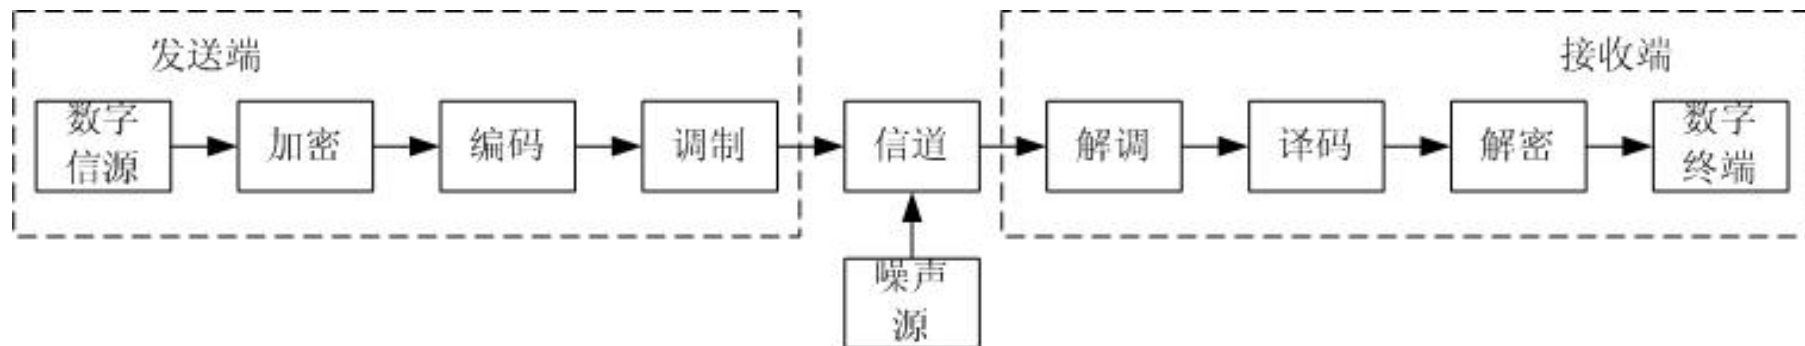 发送端
接收端
数字
信源
加密
编码
调制
信道
解调
译码
解密
数字
终端
噪声
源